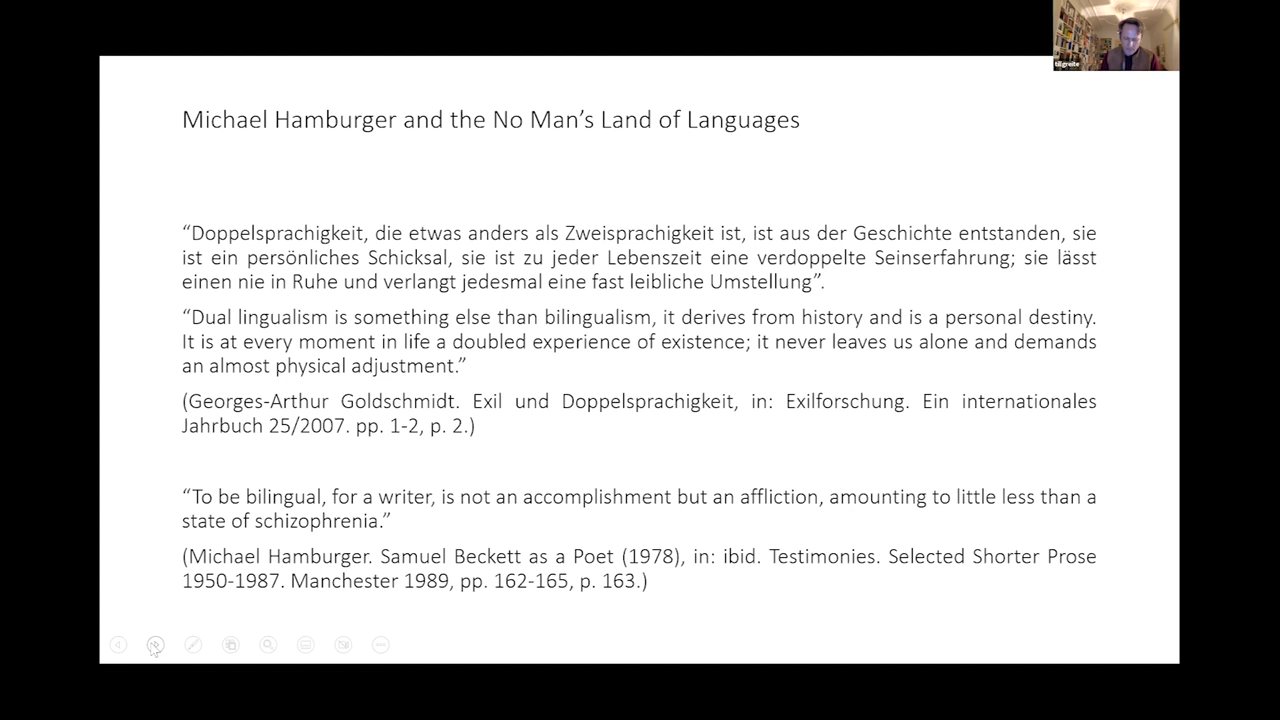 tillgreite
Michael Hamburger and the No Man’s Land of Languages
“Doppelsprachigkeit, die etwas anders als Zweisprachigkeit ist, ist aus der Geschichte entstanden, sie
ist ein persönliches Schicksal, sie ist zu jeder Lebenszeit eine verdoppelte Seinserfahrung; sie lässt
einen nie in Ruhe und verlangt jedesmal eine fast leibliche Umstellung”.
“Dual lingualism is something else than bilingualism, it derives from history and is a personal destiny.
It is at every moment in life a doubled experience of existence; it never leaves us alone and demands
an almost physical adjustment.”
(Georges-Arthur Goldschmidt. Exil und Doppelsprachigkeit, in: Exilforschung. Ein internationales
Jahrbuch 25/2007. pp. 1-2, p. 2.)
“To be bilingual, for a writer, is not an accomplishment but an affliction, amounting to little less than a
state of schizophrenia.”
(Michael Hamburger. Samuel Beckett as a Poet (1978), in: ibid. Testimonies. Selected Shorter Prose
1950-1987. Manchester 1989, pp. 162-165, p. 163.)